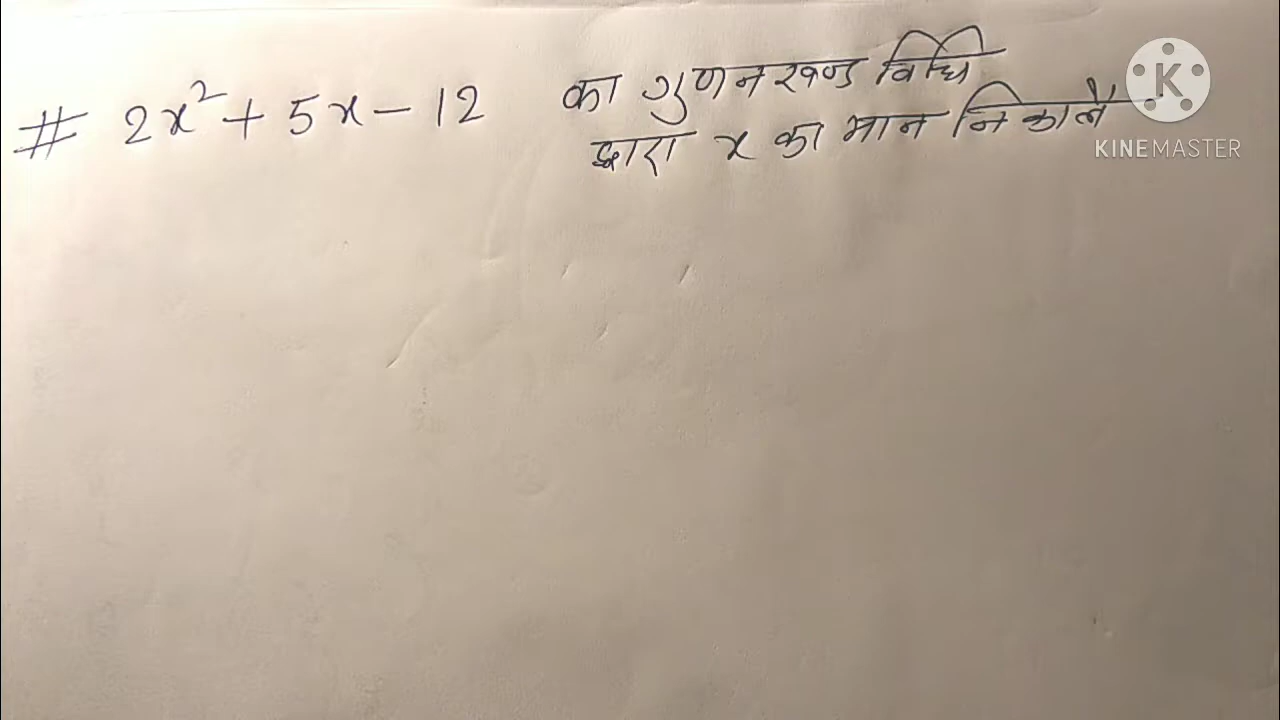 # 2x² + 5x - 12 का गुणनखण्ड विधि
द्वारा x का मान निकाले
K
KINEMASTER